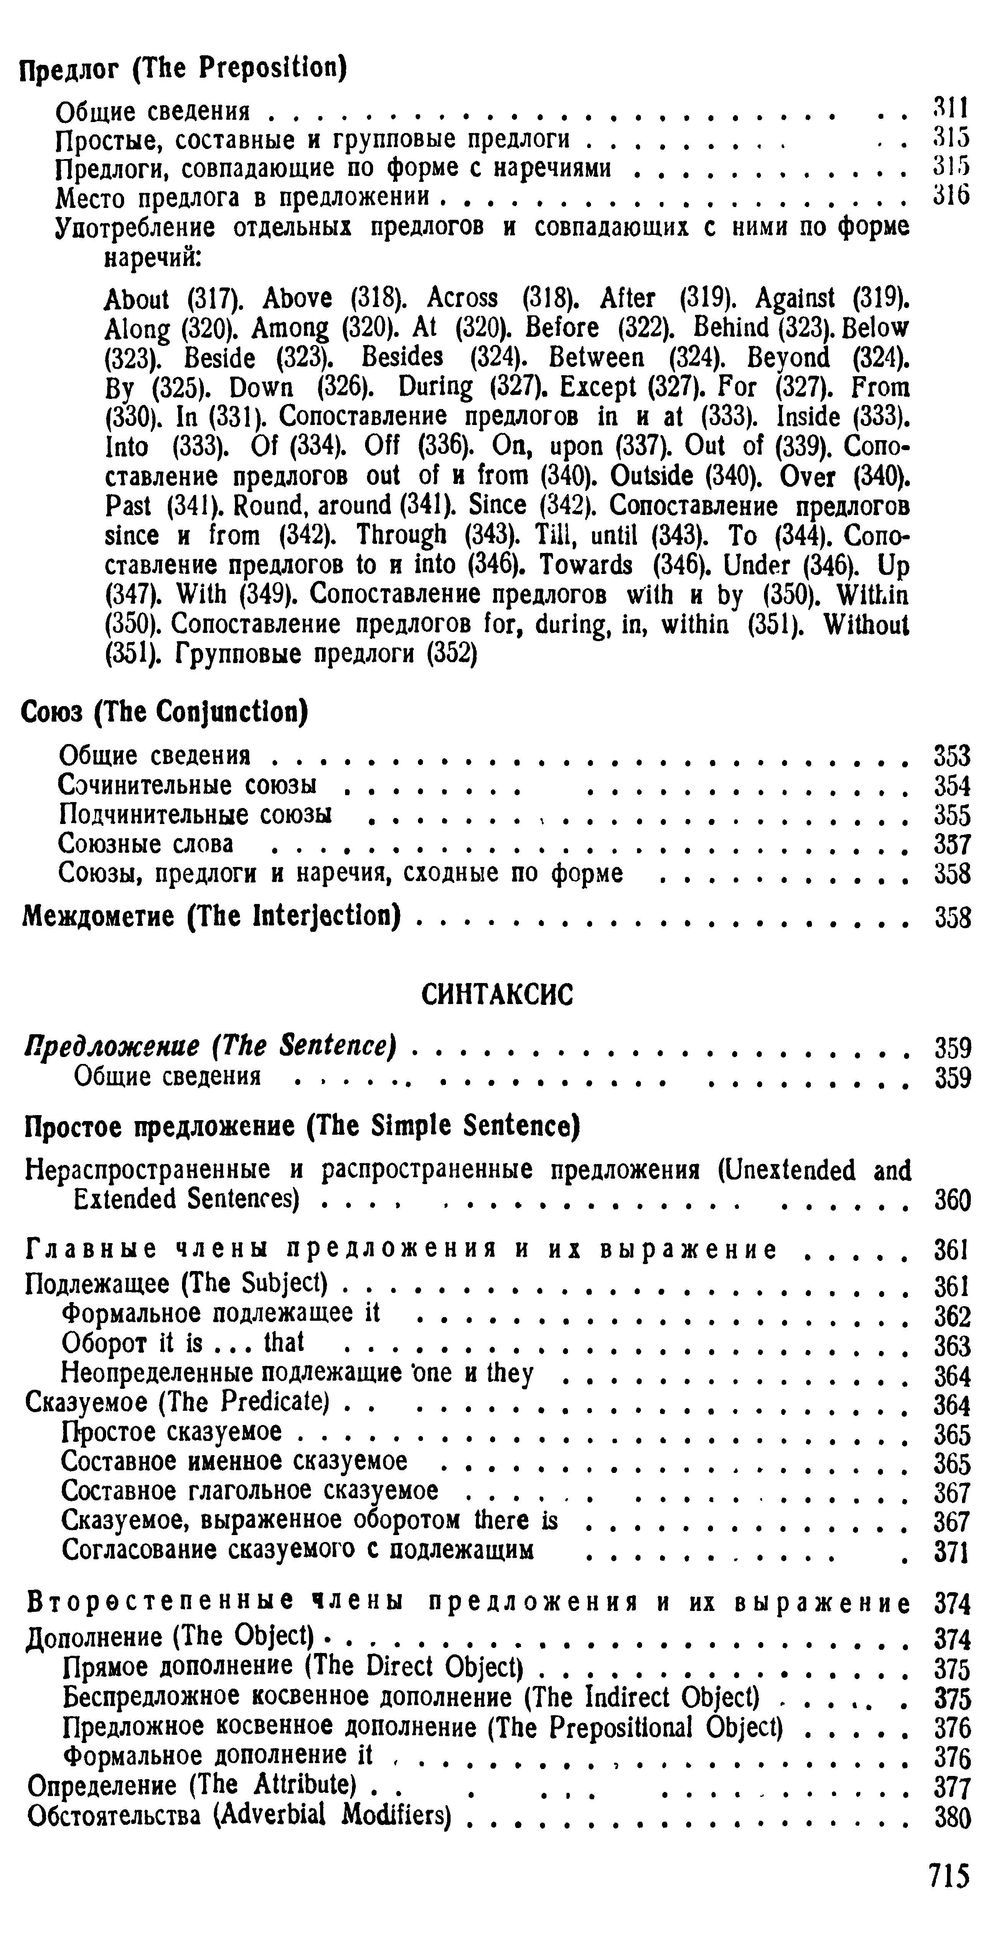 Предлог (The Preposition)
Общие сведения . . . . . . . . . . . . . . . . . . . . . . . . . . 311
Простые, составные и групповые предлоги . . . . . . . . . . . . 315
Предлоги, совпадающие по форме с наречиями . . . . . . . . . . . . 315
Место предлога в предложении . . . . . . . . . . . . . . . . . . . . 316
Употребление отдельных предлогов и совпадающих с ними по форме
наречий:
About (317). Above (318). Across (318). After (319). Against (319).
Along (320). Among (320). At (320). Before (322). Behind (323). Below
(323). Beside (323). Besides (324). Between (324). Beyond (324).
By (325). Down (326). During (327). Except (327). For (327). From
(330). In (331). Сопоставление предлогов in и at (333). Inside (333).
Into (333). Of (334). Off (336). On, upon (337). Out of (339). Сопо-
ставление предлогов out of и from (340). Outside (340). Over (340).
Past (341). Round, around (341). Since (342). Сопоставление предлогов
since и from (342). Through (343). Till, until (343). To (344). Сопо-
ставление предлогов to и into (346). Towards (346). Under (346). Up
(347). With (349). Сопоставление предлогов with и by (350). Within
(350). Сопоставление предлогов for, during, in, within (351). Without
(351). Групповые предлоги (352)
Союз (The Conjunction)
Общие сведения . . . . . . . . . . . . . . . . . . . . . . . . . . . 353
Сочинительные союзы . . . . . . . . . . . . . . . . . . . . . . 354
Подчинительные союзы . . . . . . . . . . . . . . . . . . . . . . . 355
Союзные слова . . . . . . . . . . . . . . . . . . . . . . . . . . . 357
Союзы, предлоги и наречия, сходные по форме . . . . . . . . . . . 358
Междометие (The Interjection) . . . . . . . . . . . . . . . . . . . . . 358
СИНТАКСИС
Предложение (The Sentence) . . . . . . . . . . . . . . . . . . . . . 359
Общие сведения . . . . . . . . . . . . . . . . . . . . . . . . . 359
Простое предложение (The Simple Sentence)
Нераспространенные и распространенные предложения (Unextended and
Extended Sentences) . . . . . . . . . . . . . . . . . . . . . . . 360
Главные члены предложения и их выражение . . . . . 361
Подлежащее (The Subject) . . . . . . . . . . . . . . . . . . . . . . . . 361
Формальное подлежащее it . . . . . . . . . . . . . . . . . . . . . 362
Оборот it is ... that . . . . . . . . . . . . . . . . . . . . . . . . 363
Неопределенные подлежащие one и they . . . . . . . . . . . . . . . 364
Сказуемое (The Predicate) . . . . . . . . . . . . . . . . . . . . . . . 364
Простое сказуемое . . . . . . . . . . . . . . . . . . . . . . . . . . 365
Составное именное сказуемое . . . . . . . . . . . . . . . . . . . . 365
Составное глагольное сказуемое . . . . . . . . . . . . . . . . . . 367
Сказуемое, выраженное оборотом there is . . . . . . . . . . . . . . 367
Согласование сказуемого с подлежащим . . . . . . . . . . . . 371
Второстепенные члены предложения и их выражение 374
Дополнение (The Object) . . . . . . . . . . . . . . . . . . . . . . . . . 374
Прямое дополнение (The Direct Object) . . . . . . . . . . . . . . . . 375
Беспредложное косвенное дополнение (The Indirect Object) . . . . . . 375
Предложное косвенное дополнение (The Prepositional Object) . . . . . 376
Формальное дополнение it . . . . . . . . . . . . . . . . . . . . . . 376
Определение (The Attribute) . . . . . . . . . . . . . . . . . 377
Обстоятельства (Adverbial Modifiers) . . . . . . . . . . . . . . . . . . . 380
715